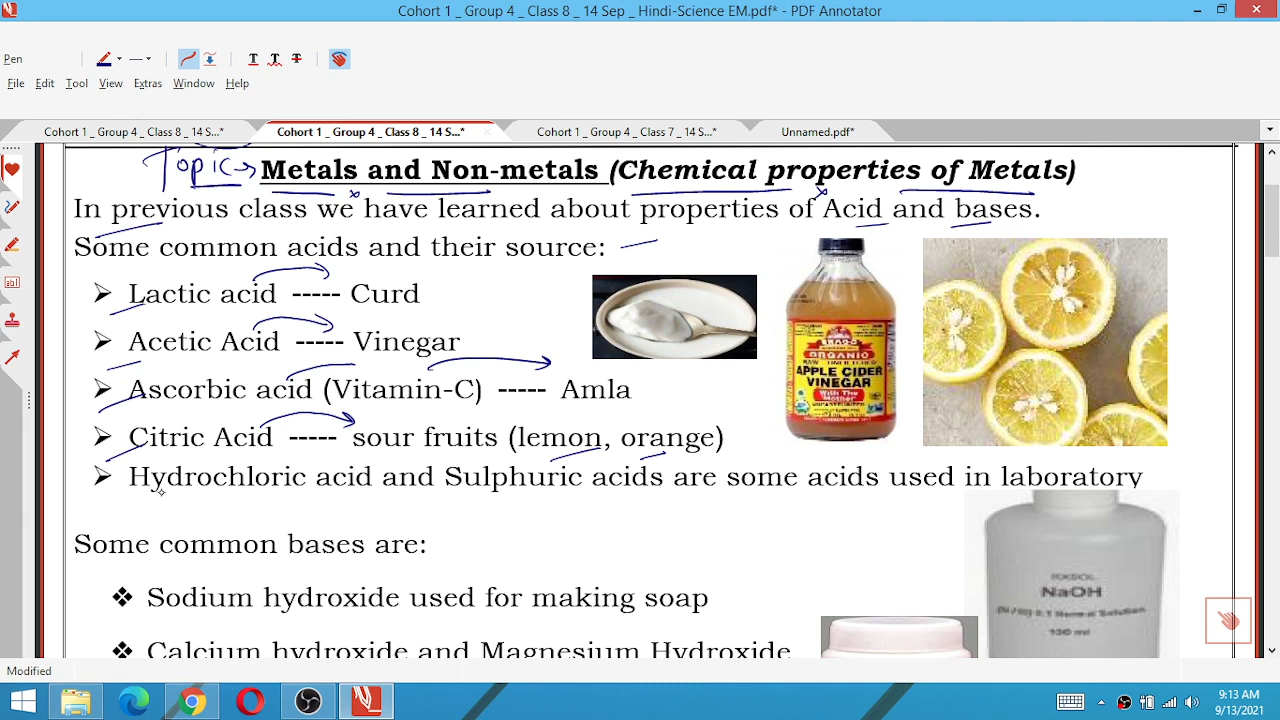 Cohort 1 _ Group 4 _ Class 8 _ 14 Sep _ Hindi-Science EM.pdf* - PDF Annotator
Pen
File Edit Tool View Extras Window Help
Cohort 1 _ Group 4 _ Class 8 _ 14 S...* Cohort 1 _ Group 4 _ Class 8 _ 14 S...* Cohort 1 _ Group 4 _ Class 7 _ 14 S...* Unnamed.pdf*
Topic → Metals and Non-metals (Chemical properties of Metals)
In previous class we have learned about properties of Acid and bases.
Some common acids and their source:
➢ Lactic acid ----- Curd
➢ Acetic Acid ----- Vinegar
➢ Ascorbic acid (Vitamin-C) ----- Amla
➢ Citric Acid ----- sour fruits (lemon, orange)
➢ Hydrochloric acid and Sulphuric acids are some acids used in laboratory
BRAGG
ORGANIC
APPLE CIDER
VINEGAR
With The
'Mother'
Some common bases are:
❖ Sodium hydroxide used for making soap
❖ Calcium hydroxide and Magnesium Hydroxide
NaOH
100 ml
Modified
9:13 AM
9/13/2021